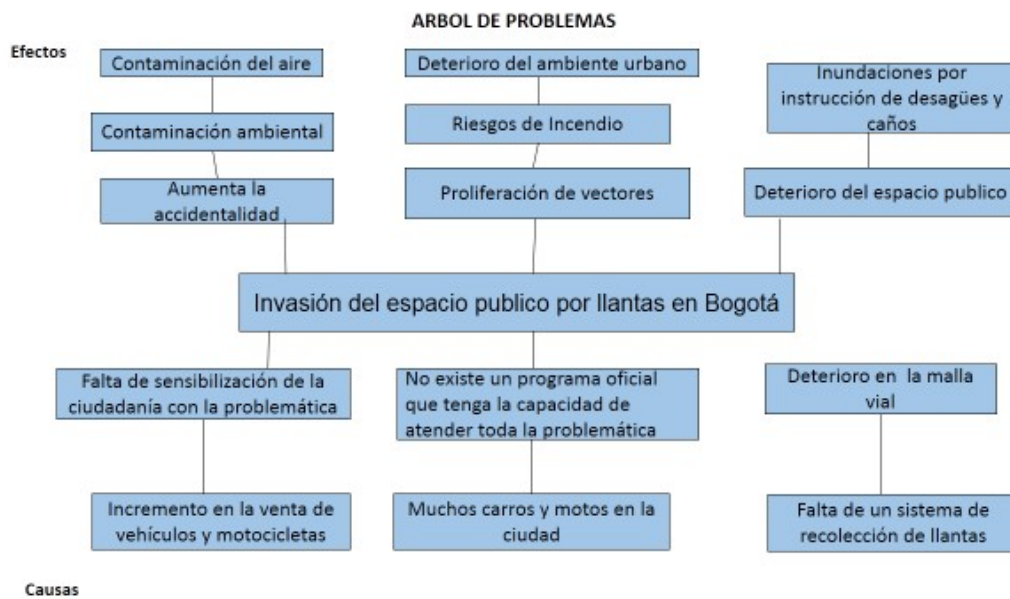 ARBOL DE PROBLEMAS
Efectos
Contaminación del aire
Deterioro del ambiente urbano
Inundaciones por
instrucción de desagües y
caños
Contaminación ambiental
Riesgos de Incendio
Aumenta la
accidentalidad
Proliferación de vectores
Deterioro del espacio publico
Invasión del espacio publico por llantas en Bogotá
Falta de sensibilización de la
ciudadanía con la problemática
No existe un programa oficial
que tenga la capacidad de
atender toda la problemática
Deterioro en la malla
vial
Incremento en la venta de
vehículos y motocicletas
Muchos carros y motos en la
ciudad
Falta de un sistema de
recolección de llantas
Causas